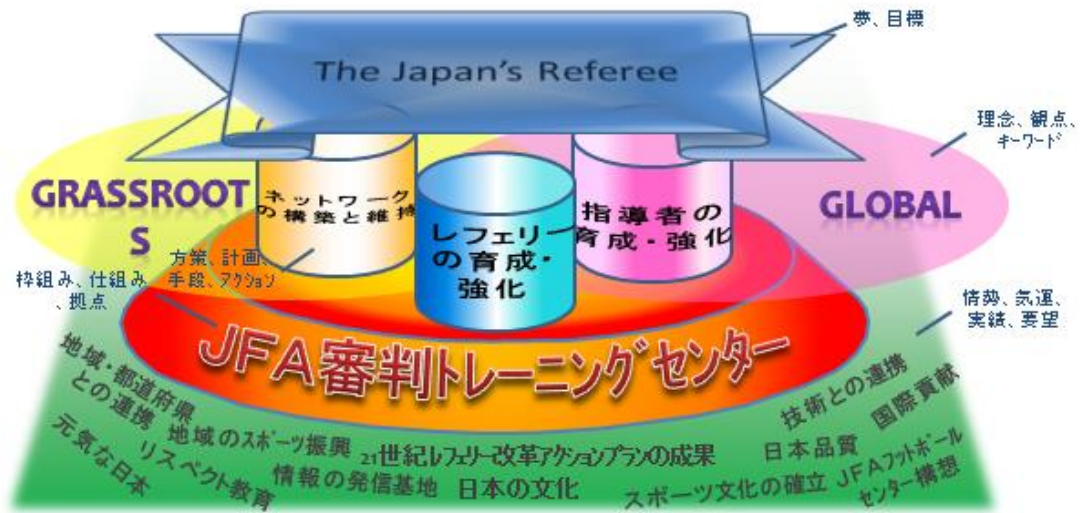 夢、目標
The Japan's Referee
理念、観点、
キーワード
GRASSROOT
S
GLOBAL
ネットワーク
の構築と維持
指導者の
育成・強化
レフェリー
の育成・
強化
方策、計画、
手段、アクション
枠組み、仕組み
、拠点
情勢、気運、
実績、要望
JFA審判トレーニングセンター
地域・都道府県
との連携
技術との連携
国際貢献
元気な日本
リスペクト教育
地域のスポーツ振興
情報の発信基地
21世紀レフェリー改革アクションプランの成果
日本の文化
日本品質
スポーツ文化の確立
JFAフットボール
センター構想